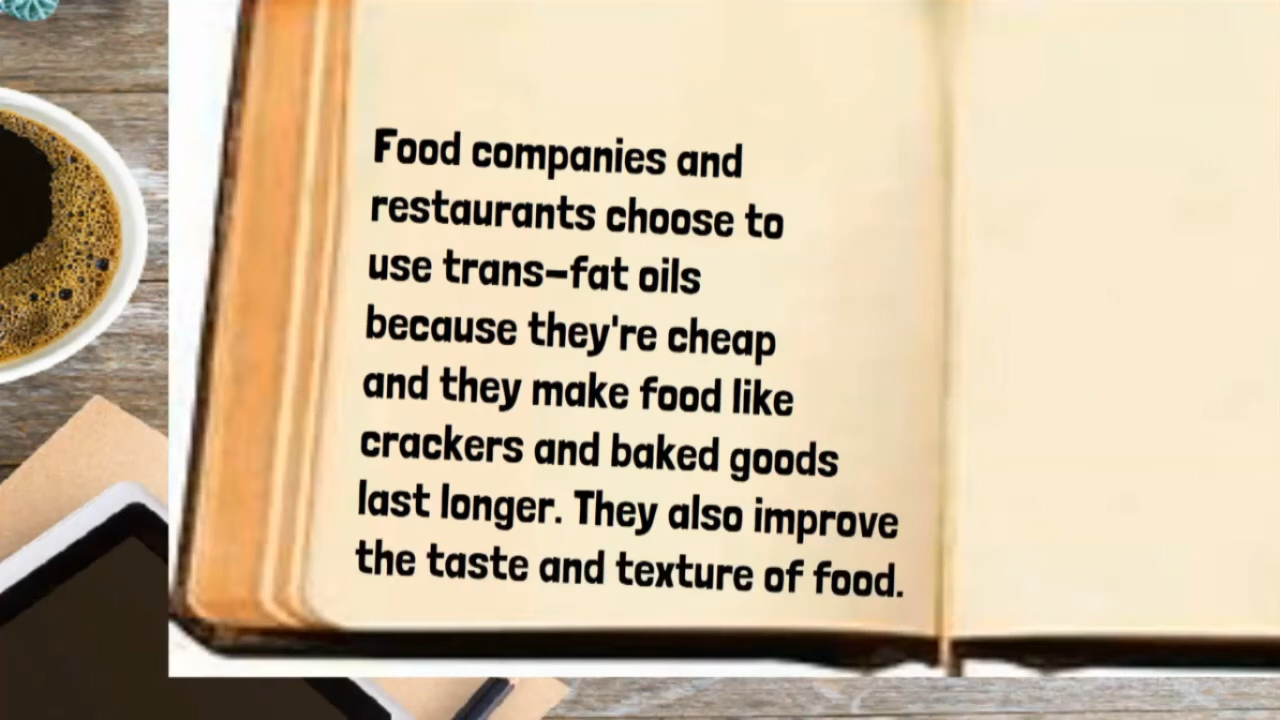 Food companies and
restaurants choose to
use trans-fat oils
because they're cheap
and they make food like
crackers and baked goods
last longer. They also improve
the taste and texture of food.